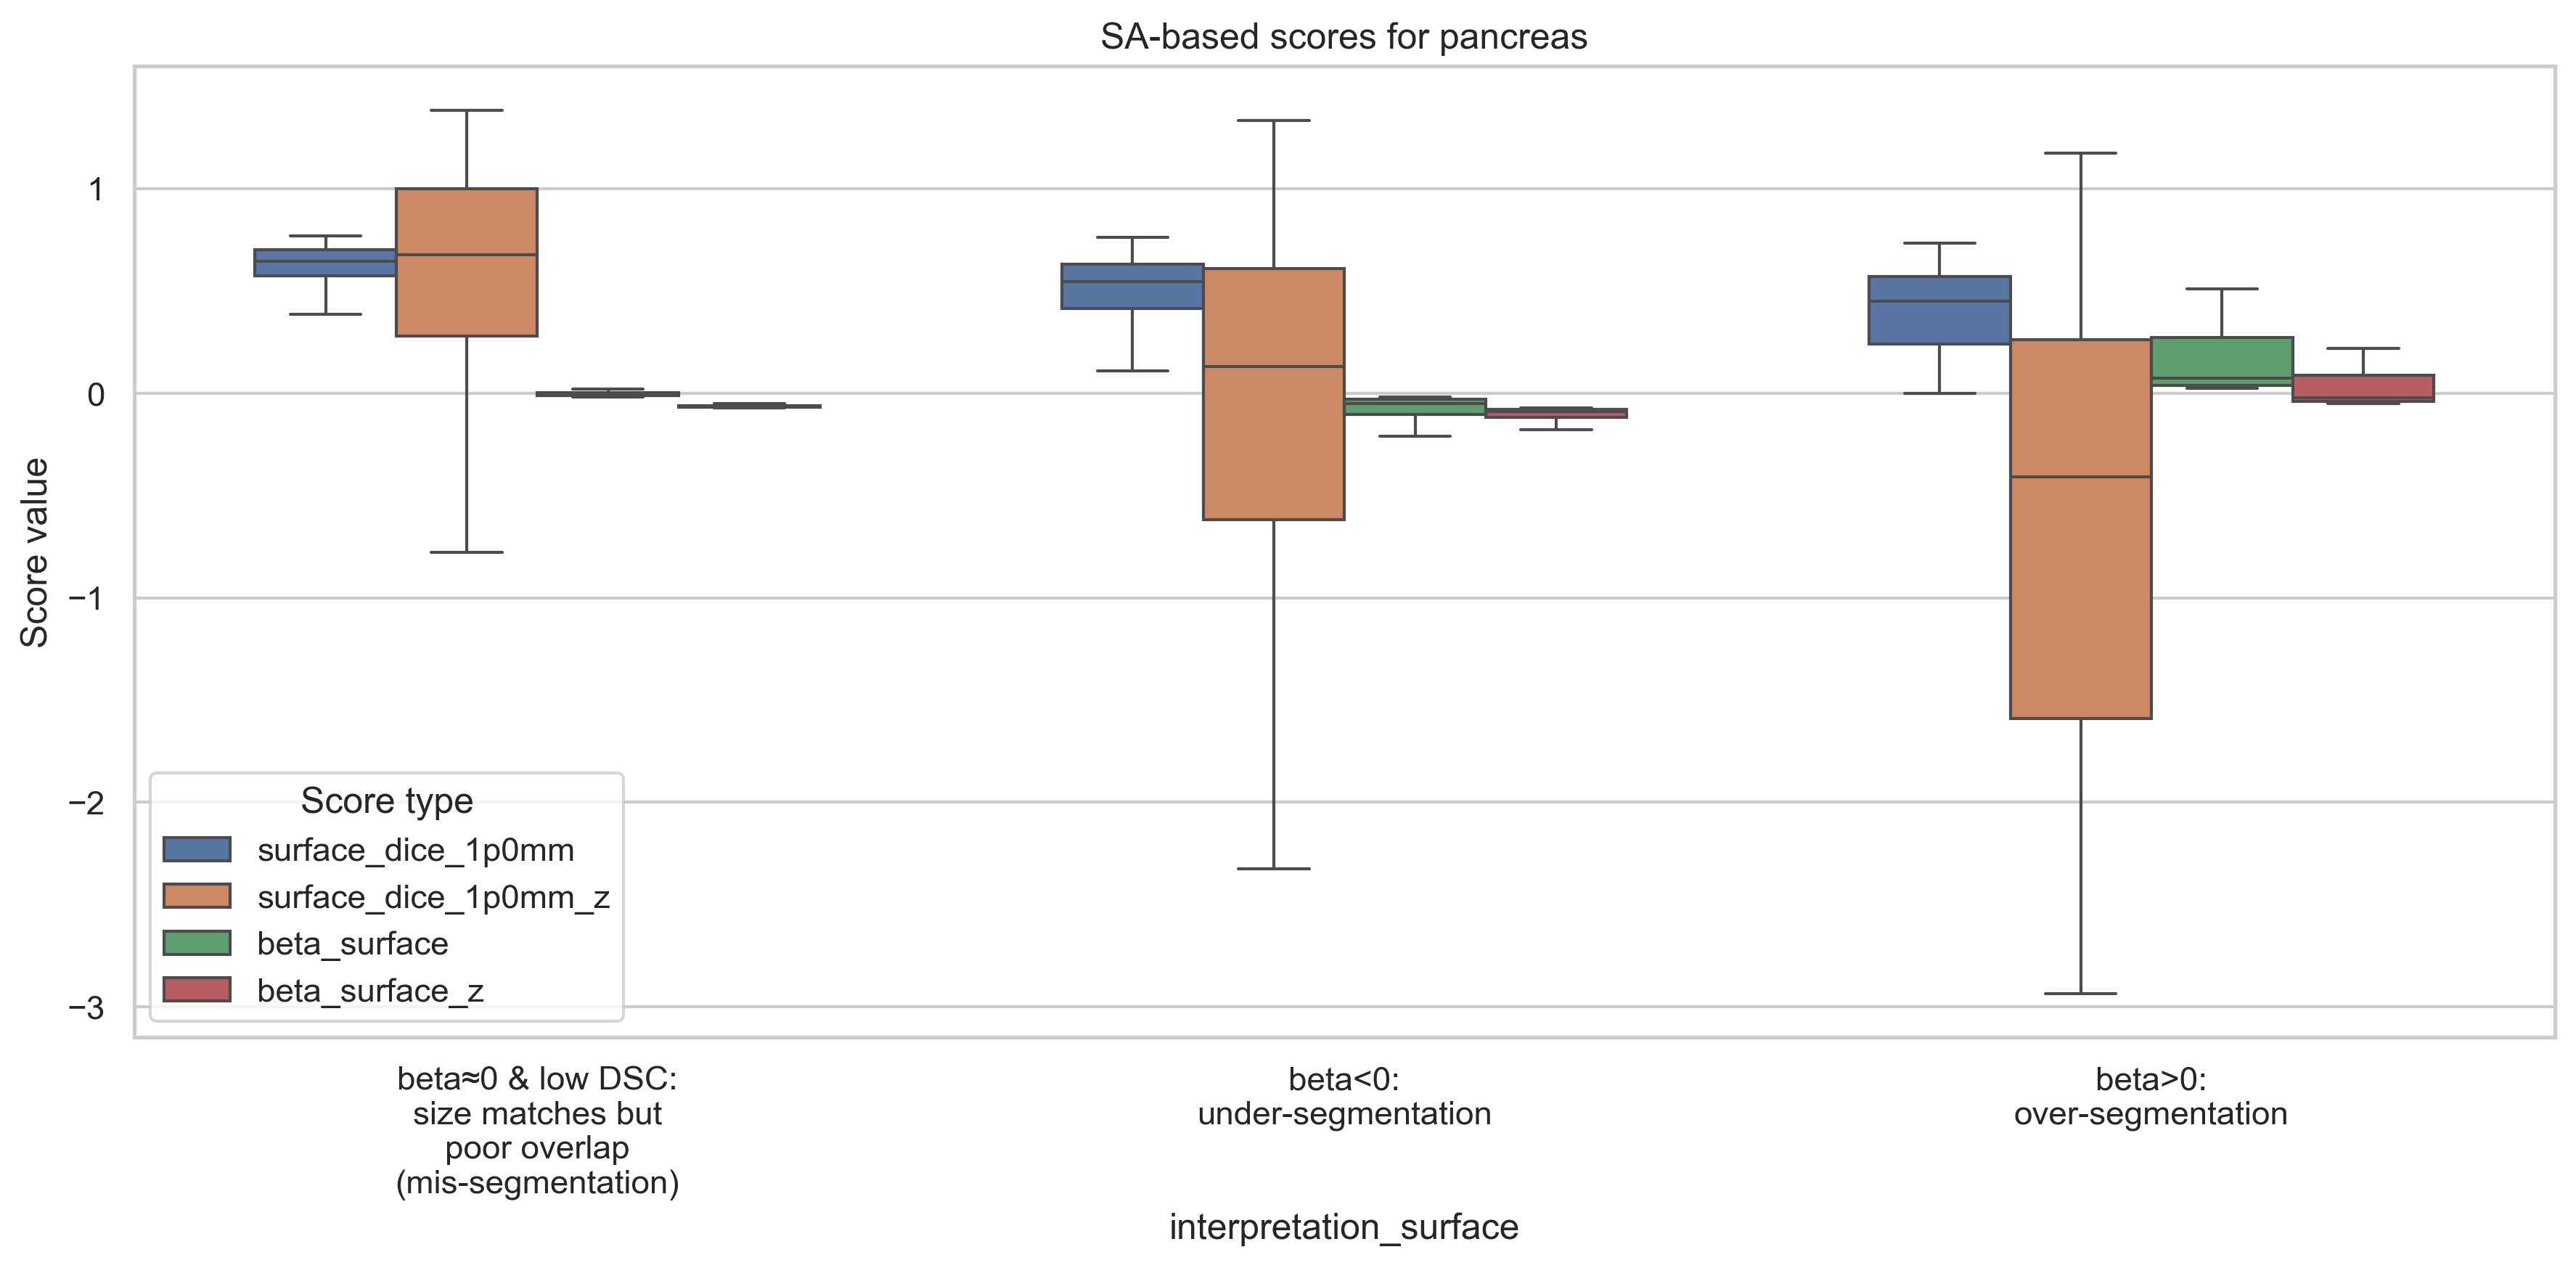 SA-based scores for pancreas
Score value
1
0
−1
−2
−3
Score type
surface_dice_1p0mm
surface_dice_1p0mm_z
beta_surface
beta_surface_z
beta≈0 & low DSC:
size matches but
poor overlap
(mis-segmentation)
beta<0:
under-segmentation
beta>0:
over-segmentation
interpretation_surface